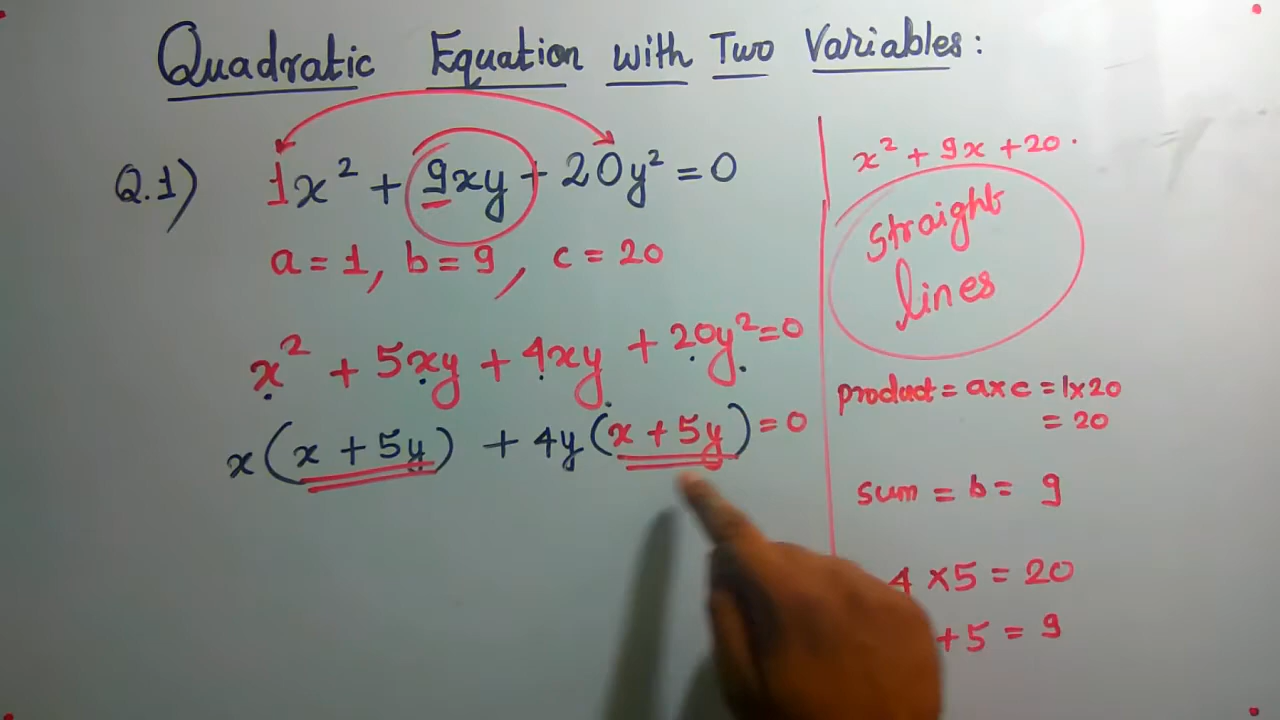 Quadratic Equation with Two Variables:
Q.1) 1x² + 9xy + 20y² = 0
a = 1, b = 9, c = 20
x² + 5xy + 4xy + 20y² = 0
x(x + 5y) + 4y(x + 5y) = 0
x² + 9x + 20.
straight
lines
product = a×c = 1×20
= 20
sum = b = 9
4 × 5 = 20
+ 5 = 9